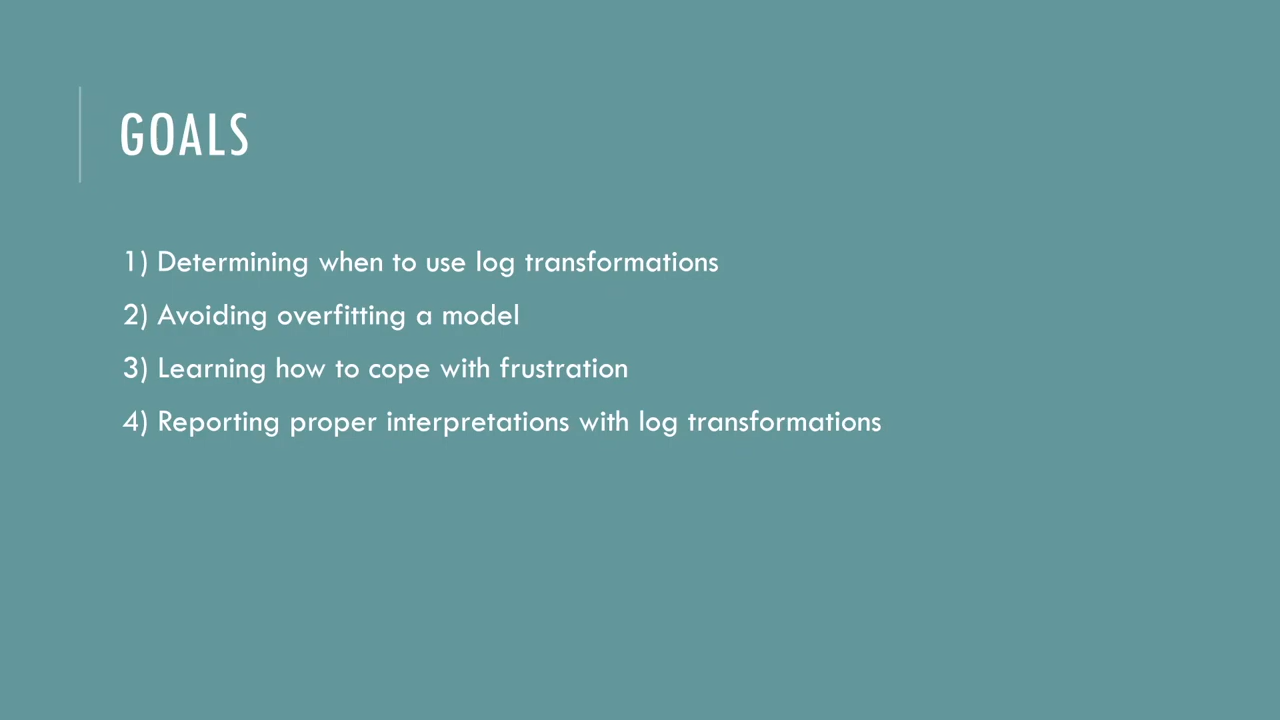 GOALS
1) Determining when to use log transformations
2) Avoiding overfitting a model
3) Learning how to cope with frustration
4) Reporting proper interpretations with log transformations